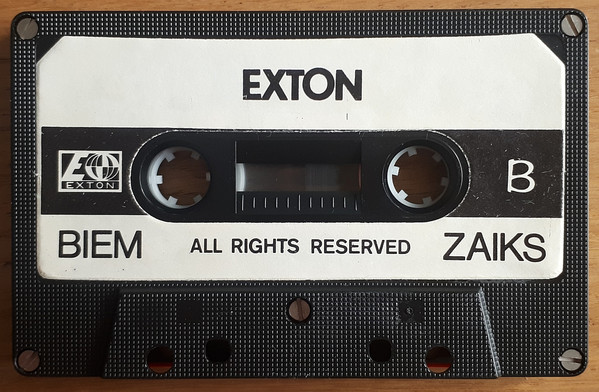 EXTON
EXTON
B
BIEM ALL RIGHTS RESERVED ZAIKS